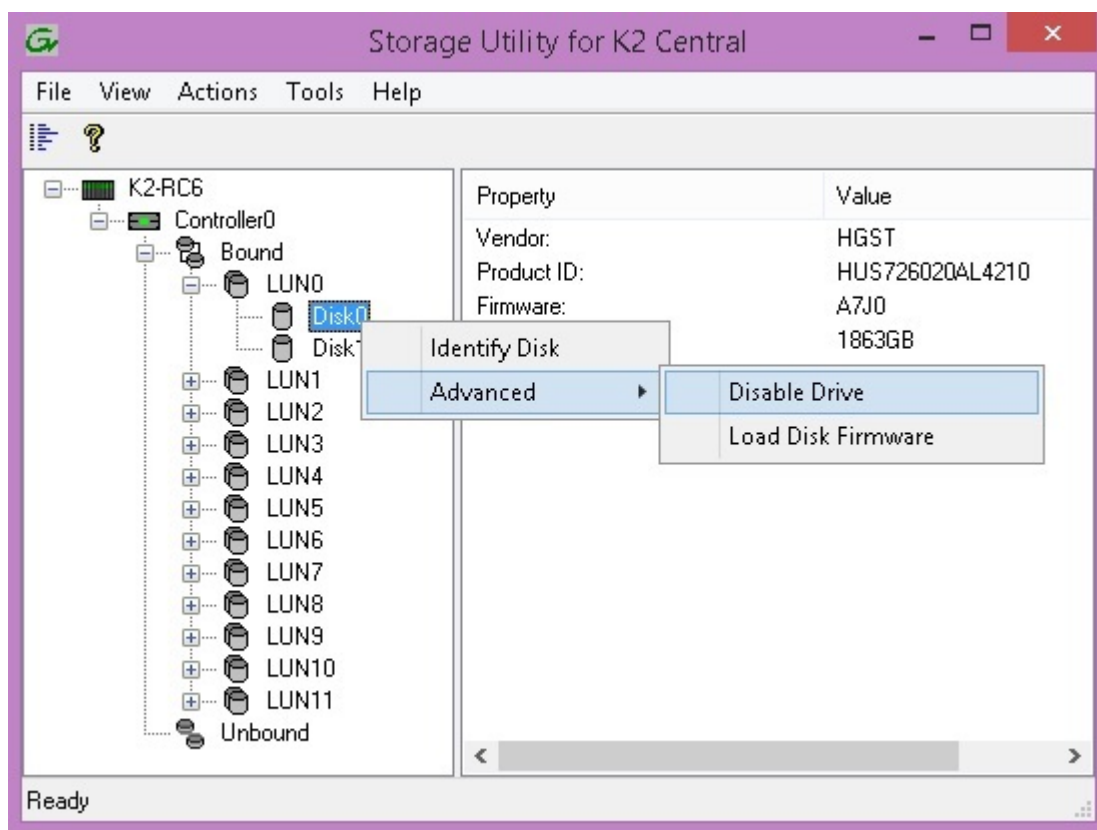 Storage Utility for K2 Central
File View Actions Tools Help
K2-RC6
Controller0
Bound
LUN0
Disk0
Disk1
LUN1
LUN2
LUN3
LUN4
LUN5
LUN6
LUN7
LUN8
LUN9
LUN10
LUN11
Unbound
Property Value
Vendor: HGST
Product ID: HUS726020AL4210
Firmware: A7J0
1863GB
Identify Disk
Advanced
Disable Drive
Load Disk Firmware
Ready